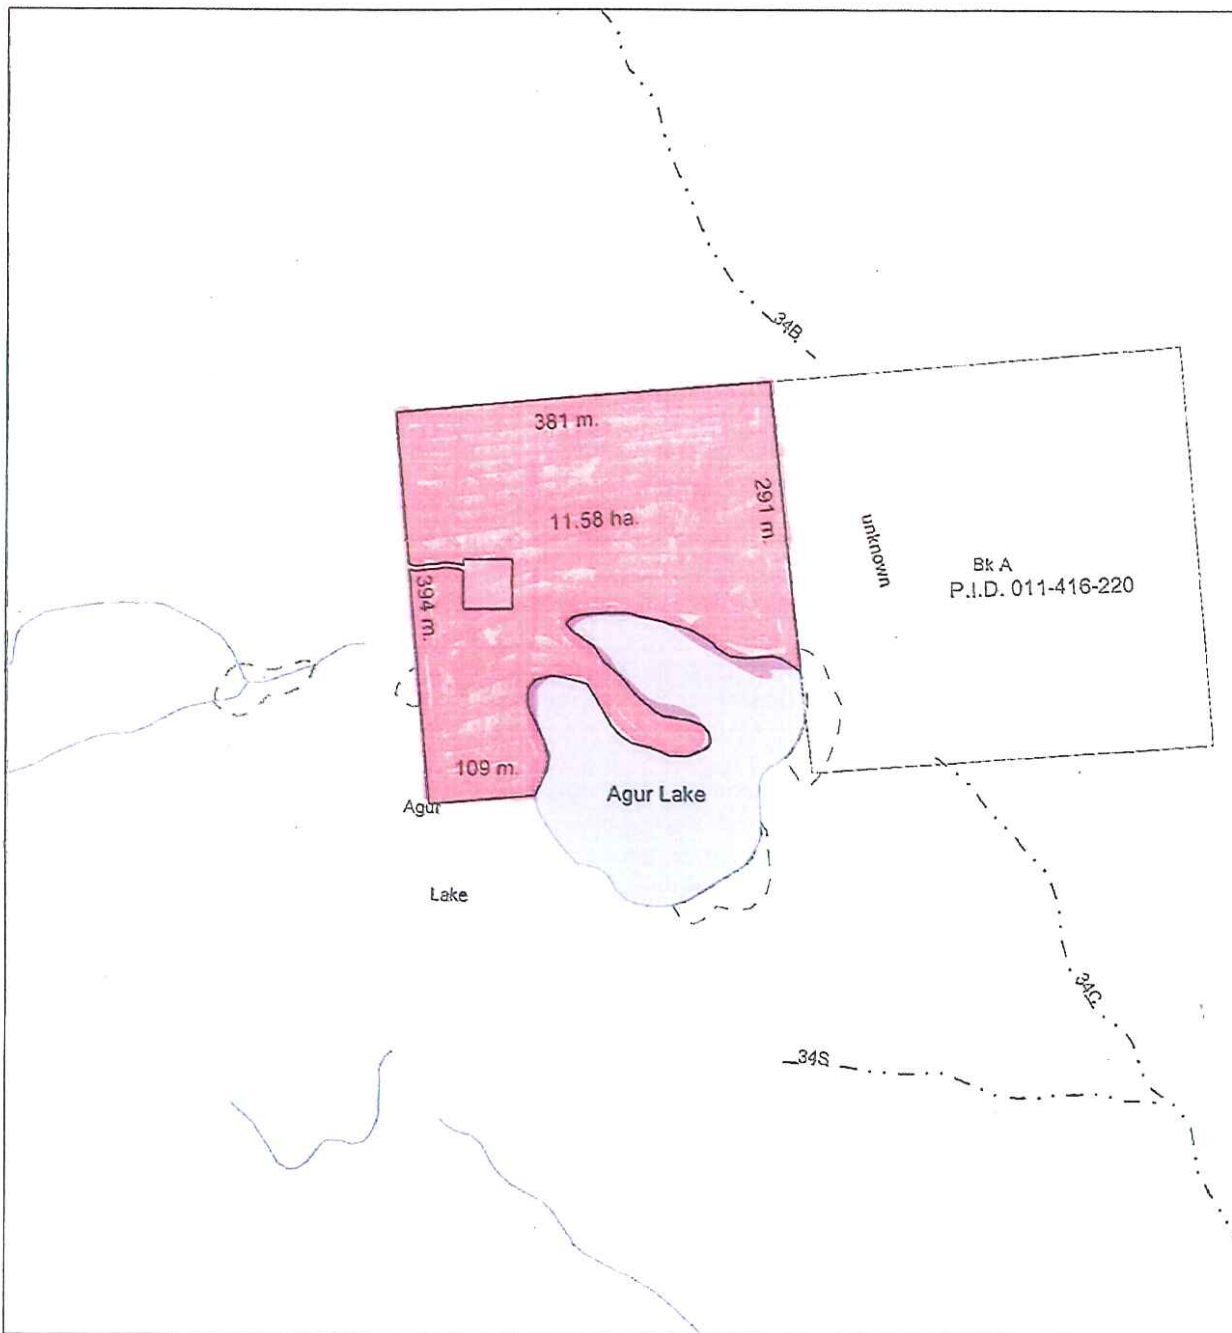 34B
381 m.
291 m.
11.58 ha.
unknown
Bk A
P.I.D. 011-416-220
394 m.
109 m.
Agur Lake
Agur
Lake
34C
34S